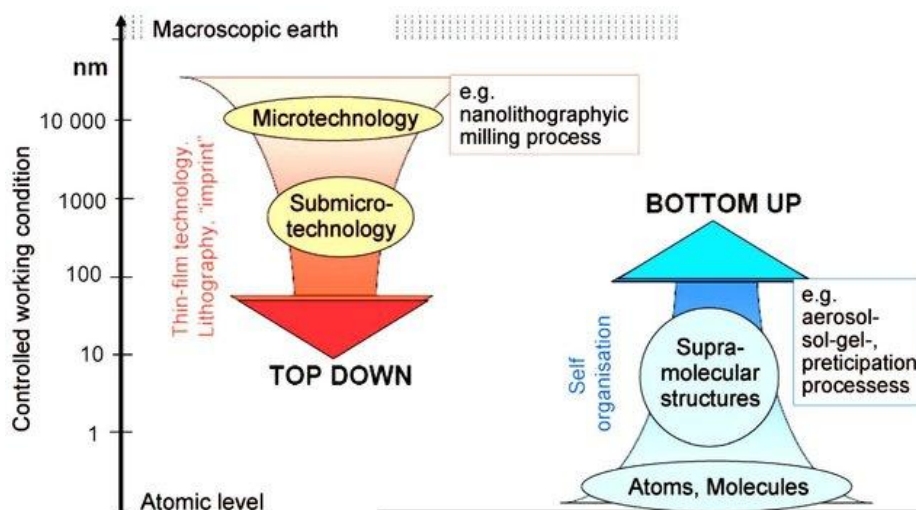 Macroscopic earth
nm
10 000
1000
100
10
1
Controlled working condition
Atomic level
Microtechnology
Submicro-
technology
Thin-film technology.
Lithography. "imprint"
TOP DOWN
e.g.
nanolithographyic
milling process
BOTTOM UP
Self
organisation
Supra-
molecular
structures
Atoms, Molecules
e.g.
aerosol-
sol-gel-,
preticipation
processess